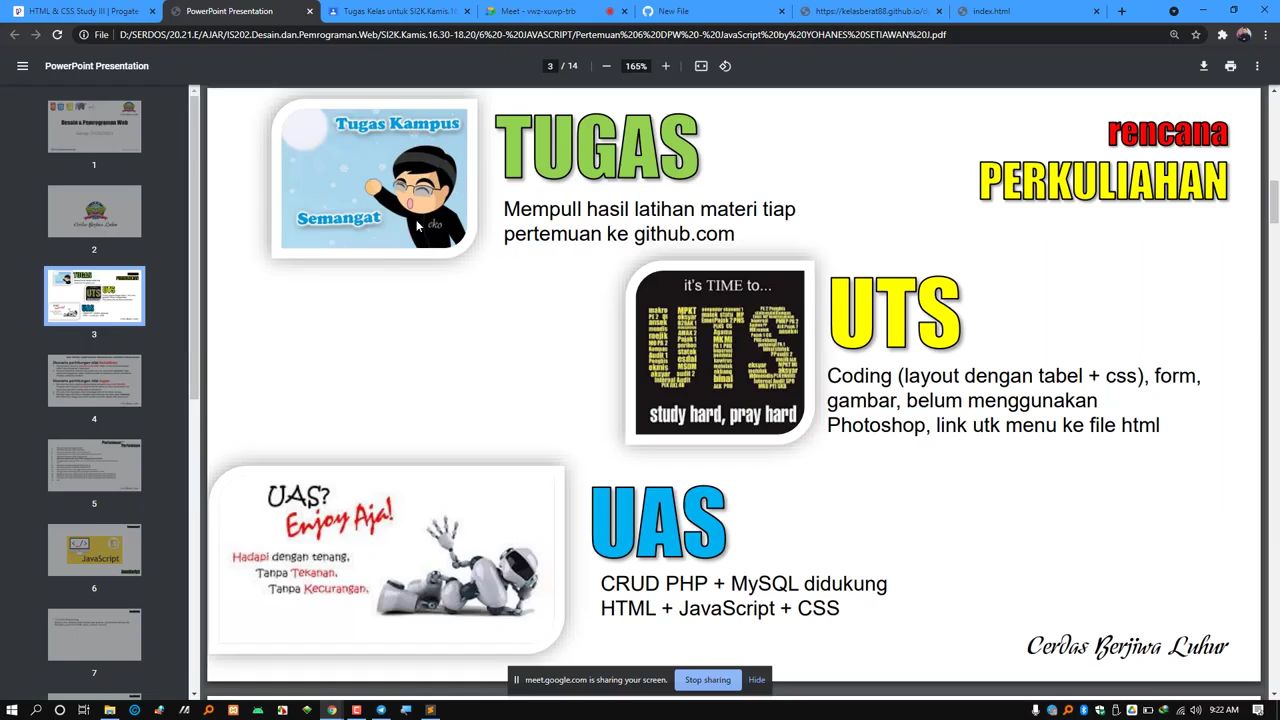 HTML & CSS Study III | Progate
PowerPoint Presentation
Tugas Kelas untuk SI2K.Kamis.16.
Meet - vwz-xuwp-trb
New File
https://kelasberat88.github.io/di
index.html
File
D:/SERDOS/20.21.E/AJAR/IS202.Desain.dan.Pemrograman.Web/SI2K.Kamis.16.30-18.20/6%20-%20JAVASCRIPT/Pertemuan%206%20DPW%20-%20JavaScript%20by%20YOHANES%20SETIAWAN%20J.pdf
PowerPoint Presentation
3 / 14
165%
1
2
3
4
5
JavaScript
6
7
Tugas Kampus
Semangat
cko
TUGAS
Mempull hasil latihan materi tiap
pertemuan ke github.com
rencana
PERKULIAHAN
it's TIME to...
UTS
study hard, pray hard
UTS
Coding (layout dengan tabel + css), form,
gambar, belum menggunakan
Photoshop, link utk menu ke file html
UAS?
Enjoy Aja!
Hadapi dengan tenang,
Tanpa Tekanan,
Tanpa Kecurangan,
UAS
CRUD PHP + MySQL didukung
HTML + JavaScript + CSS
Cerdas Berjiwa Luhur
meet.google.com is sharing your screen.
Stop sharing
Hide
9:22 AM